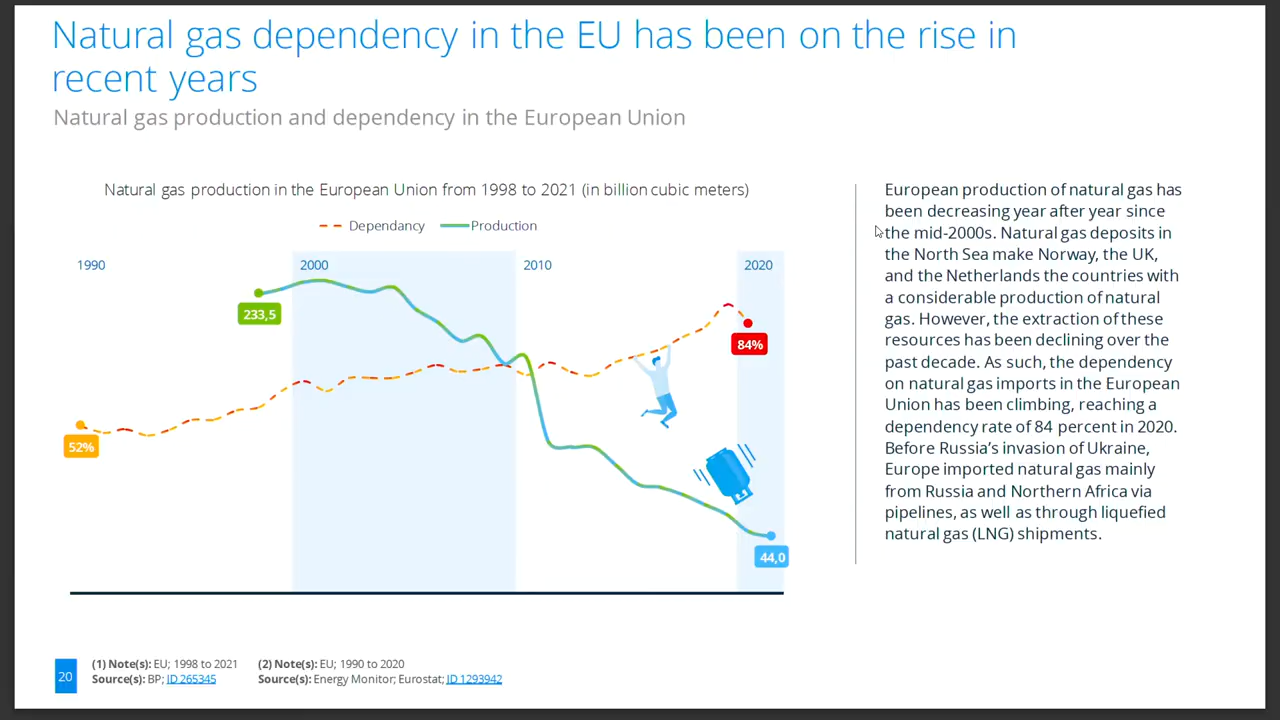 Natural gas dependency in the EU has been on the rise in
recent years
Natural gas production and dependency in the European Union
Natural gas production in the European Union from 1998 to 2021 (in billion cubic meters)
Dependancy Production
1990 2000 2010 2020
233,5
84%
52%
44,0
European production of natural gas has
been decreasing year after year since
the mid-2000s. Natural gas deposits in
the North Sea make Norway, the UK,
and the Netherlands the countries with
a considerable production of natural
gas. However, the extraction of these
resources has been declining over the
past decade. As such, the dependency
on natural gas imports in the European
Union has been climbing, reaching a
dependency rate of 84 percent in 2020.
Before Russia’s invasion of Ukraine,
Europe imported natural gas mainly
from Russia and Northern Africa via
pipelines, as well as through liquefied
natural gas (LNG) shipments.
20
(1) Note(s): EU; 1998 to 2021
Source(s): BP; ID 265345
(2) Note(s): EU; 1990 to 2020
Source(s): Energy Monitor; Eurostat; ID 1293942